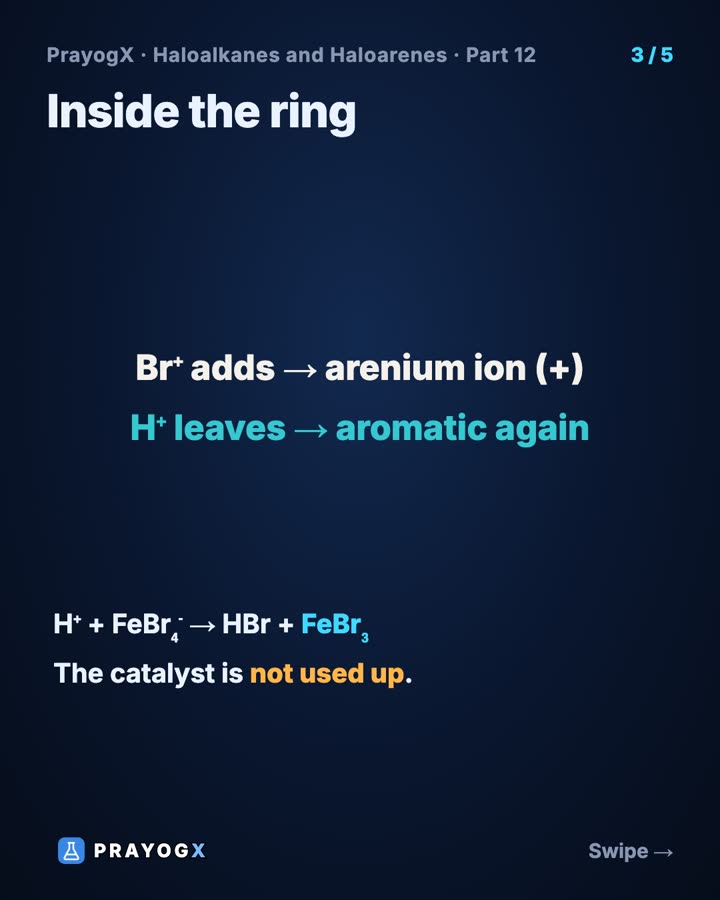 PrayogX · Haloalkanes and Haloarenes · Part 12
3 / 5
Inside the ring
Br⁺ adds → arenium ion (+)
H⁺ leaves → aromatic again
H⁺ + FeBr₄⁻ → HBr + FeBr₃
The catalyst is not used up.
PRAYOGX
Swipe →